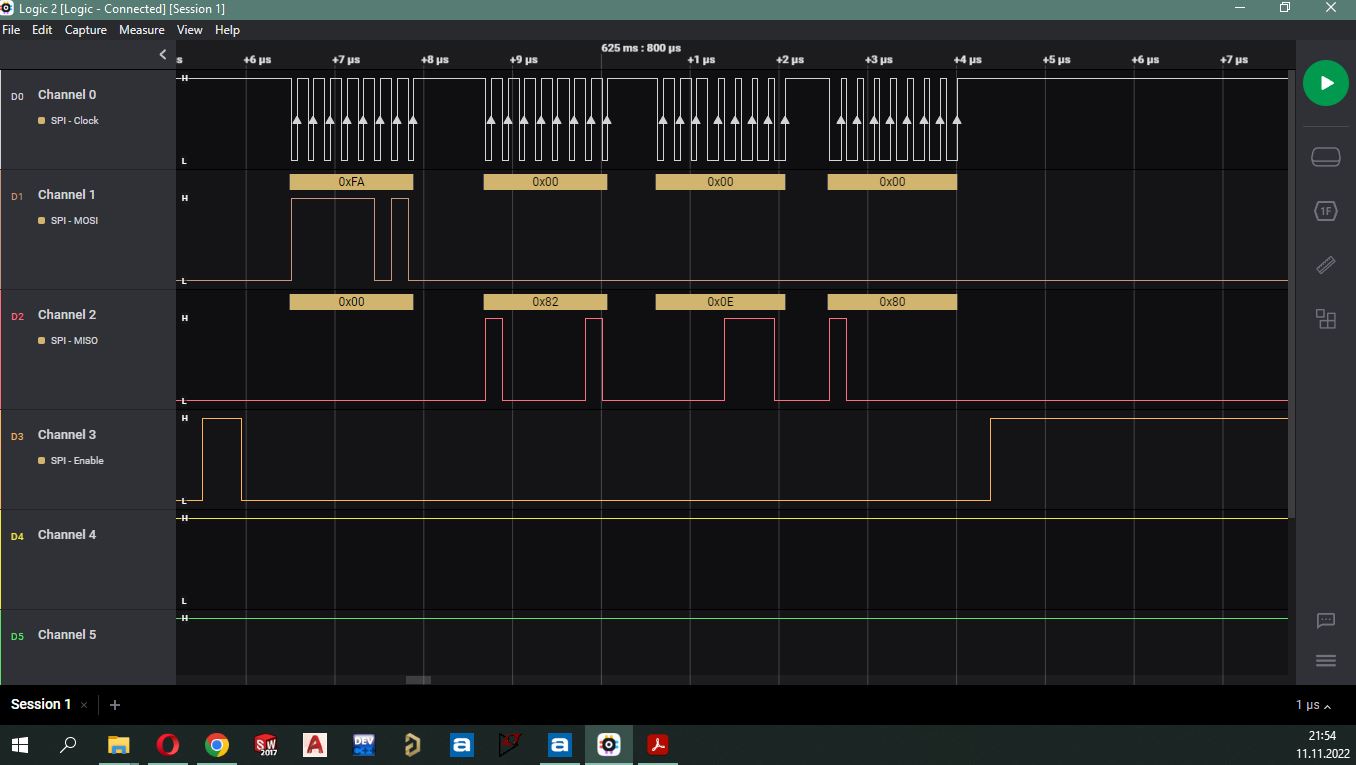 Logic 2 [Logic - Connected] [Session 1]
File Edit Capture Measure View Help
625 ms : 800 µs
s +6 µs +7 µs +8 µs +9 µs +1 µs +2 µs +3 µs +4 µs +5 µs +6 µs +7 µs
D0 Channel 0 H
SPI - Clock
L
0xFA 0x00 0x00 0x00
D1 Channel 1 H
SPI - MOSI
L
0x00 0x82 0x0E 0x80
D2 Channel 2 H
SPI - MISO
L
D3 Channel 3 H
SPI - Enable
L
D4 Channel 4 H
L
D5 Channel 5 H
1F
Session 1 × +
1 µs
SW
2017
A
DEV
C++
a
a
21:54
11.11.2022